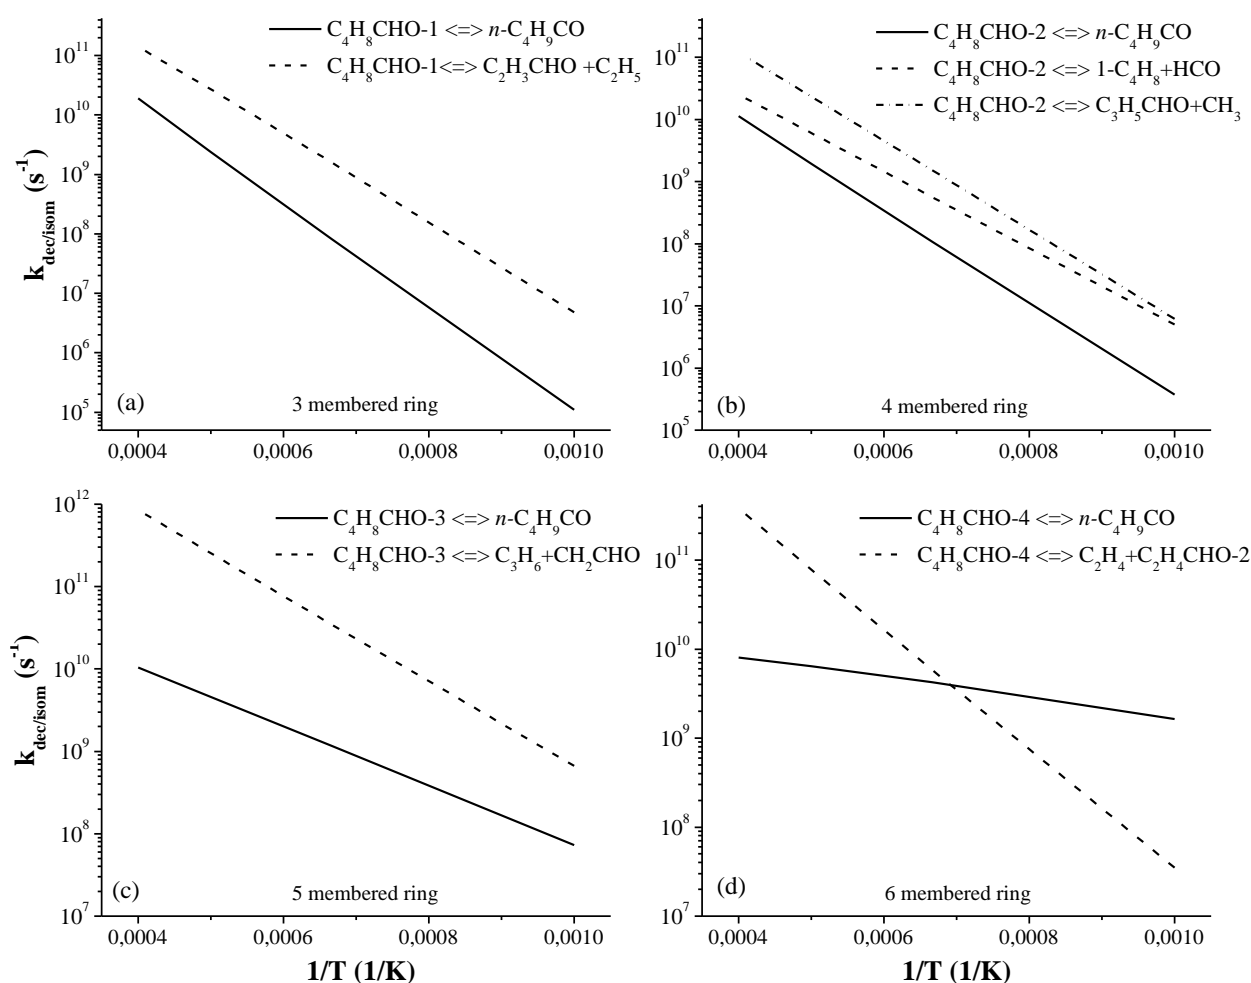 C4H8CHO-1 <=> n-C4H9CO
C4H8CHO-1<=> C2H3CHO +C2H5
10^11
10^10
10^9
10^8
10^7
10^6
10^5
k_dec/isom (s^-1)
(a)
3 membered ring
0,0004 0,0006 0,0008 0,0010
C4H8CHO-2 <=> n-C4H9CO
C4H8CHO-2 <=> 1-C4H8+HCO
C4H8CHO-2 <=> C3H5CHO+CH3
10^11
10^10
10^9
10^8
10^7
10^6
10^5
(b)
4 membered ring
0,0004 0,0006 0,0008 0,0010
C4H8CHO-3 <=> n-C4H9CO
C4H8CHO-3 <=> C3H6+CH2CHO
10^12
10^11
10^10
10^9
10^8
10^7
k_dec/isom (s^-1)
(c)
5 membered ring
0,0004 0,0006 0,0008 0,0010
1/T (1/K)
C4H8CHO-4 <=> n-C4H9CO
C4H8CHO-4 <=> C2H4+C2H4CHO-2
10^11
10^10
10^9
10^8
10^7
(d)
6 membered ring
0,0004 0,0006 0,0008 0,0010
1/T (1/K)